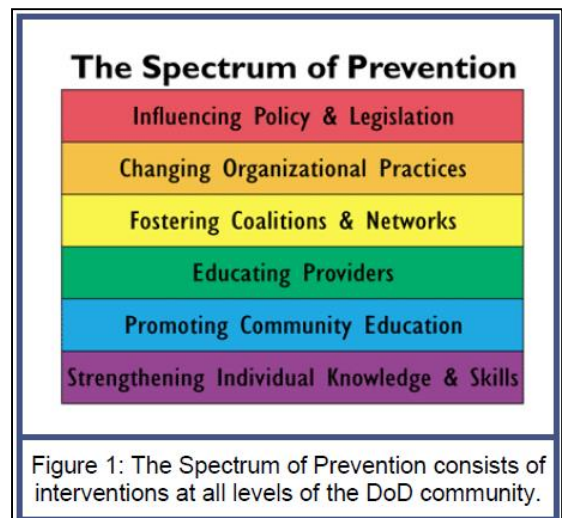 The Spectrum of Prevention
Influencing Policy & Legislation
Changing Organizational Practices
Fostering Coalitions & Networks
Educating Providers
Promoting Community Education
Strengthening Individual Knowledge & Skills
Figure 1: The Spectrum of Prevention consists of
interventions at all levels of the DoD community.